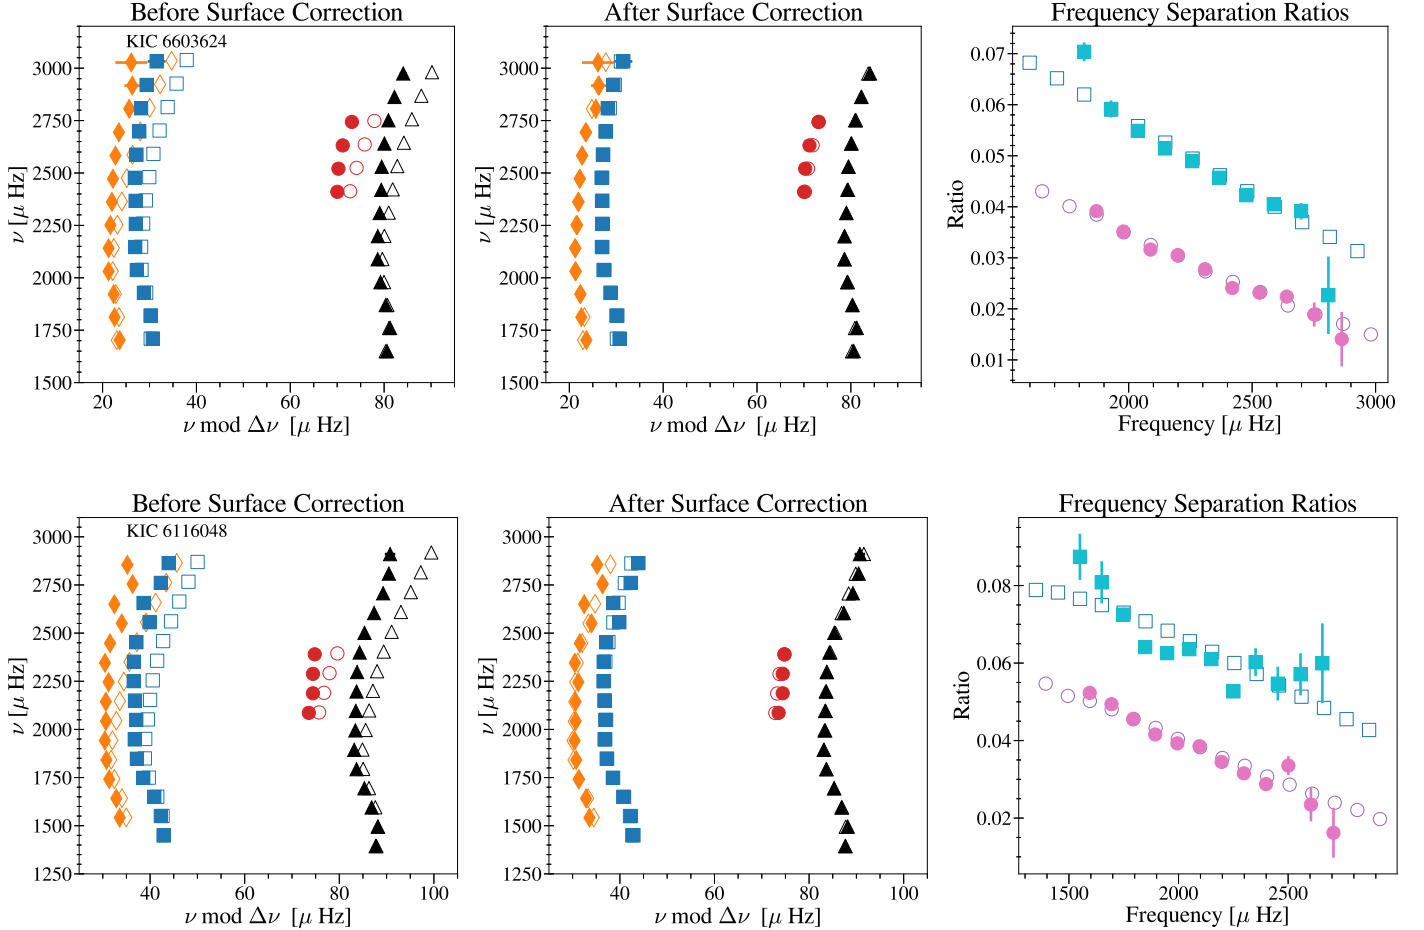 Before Surface Correction
After Surface Correction
Frequency Separation Ratios
KIC 6603624
3000
2750
2500
2250
2000
1750
1500
ν [μ Hz]
20 40 60 80
ν mod Δν [μ Hz]
3000
2750
2500
2250
2000
1750
1500
ν [μ Hz]
20 40 60 80
ν mod Δν [μ Hz]
0.07
0.06
0.05
0.04
0.03
0.02
0.01
Ratio
2000 2500 3000
Frequency [μ Hz]
Before Surface Correction
After Surface Correction
Frequency Separation Ratios
KIC 6116048
3000
2750
2500
2250
2000
1750
1500
1250
ν [μ Hz]
40 60 80 100
ν mod Δν [μ Hz]
3000
2750
2500
2250
2000
1750
1500
1250
ν [μ Hz]
40 60 80 100
ν mod Δν [μ Hz]
0.08
0.06
0.04
0.02
Ratio
1500 2000 2500
Frequency [μ Hz]